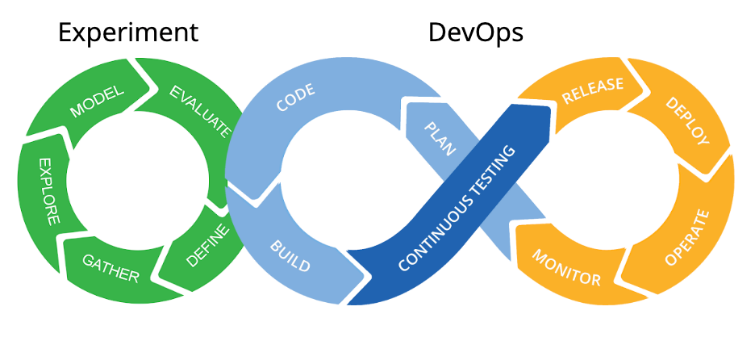 Experiment
DevOps
MODEL
EVALUATE
DEFINE
GATHER
EXPLORE
CODE
BUILD
PLAN
CONTINUOUS TESTING
RELEASE
DEPLOY
OPERATE
MONITOR